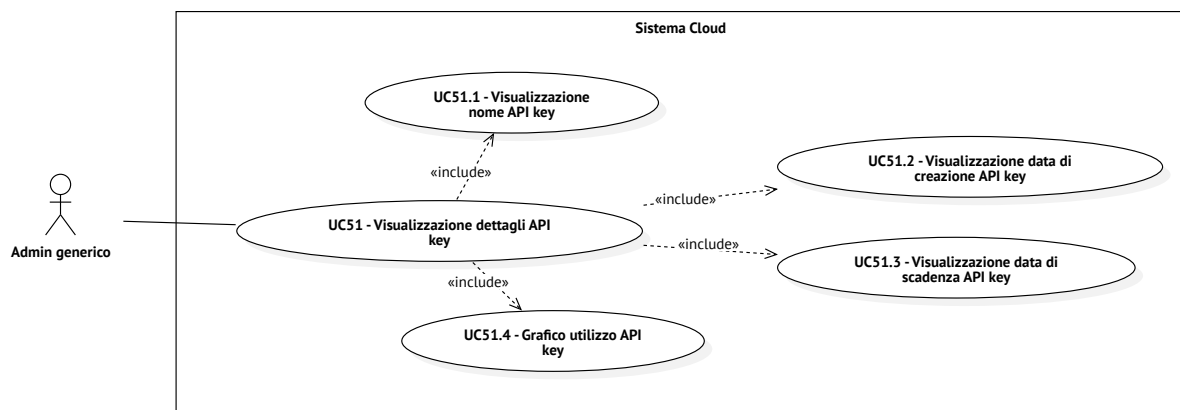 Sistema Cloud
UC51.1 - Visualizzazione
nome API key
«include»
UC51.2 - Visualizzazione data di
creazione API key
«include»
Admin generico
UC51 - Visualizzazione dettagli API
key
«include»
UC51.3 - Visualizzazione data di
scadenza API key
«include»
UC51.4 - Grafico utilizzo API
key